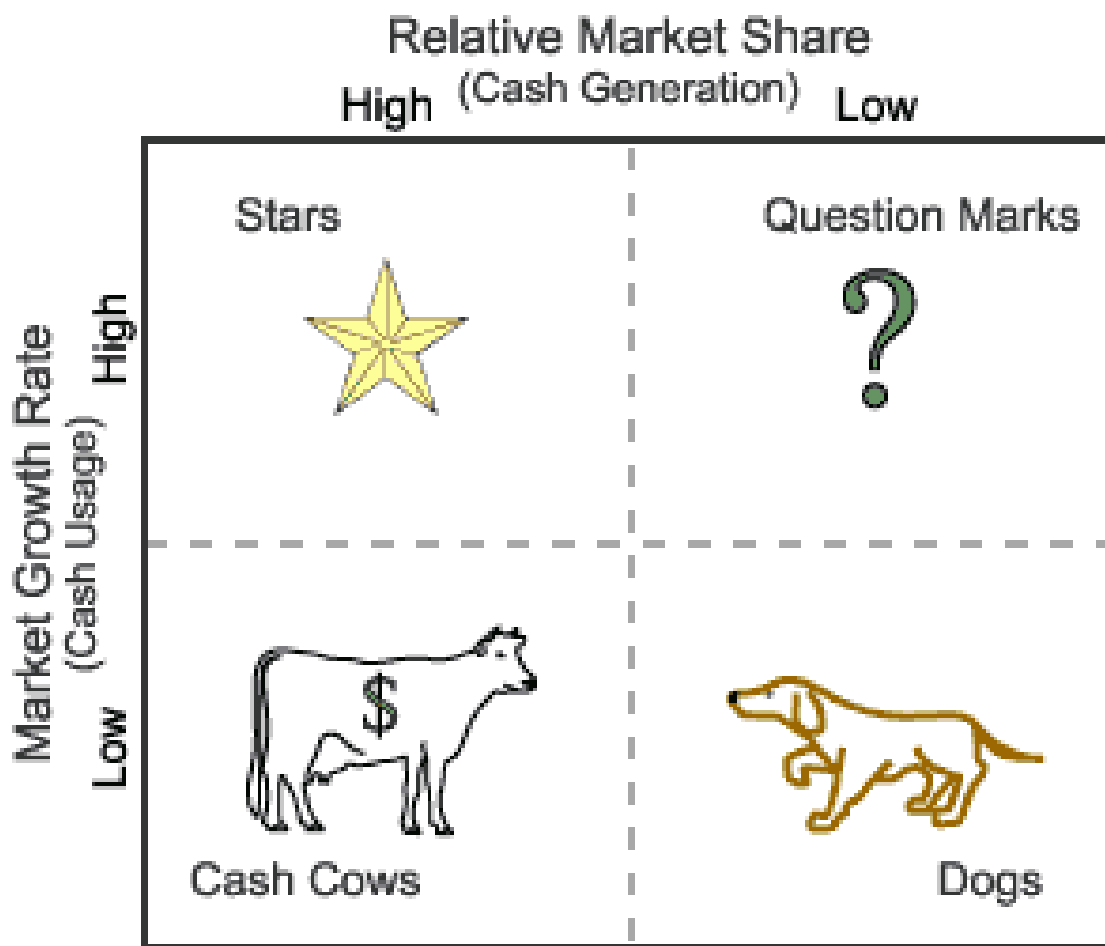 Relative Market Share
(Cash Generation)
High
Low
Stars
Question Marks
Market Growth Rate
(Cash Usage)
High
Low
$
?
Cash Cows
Dogs